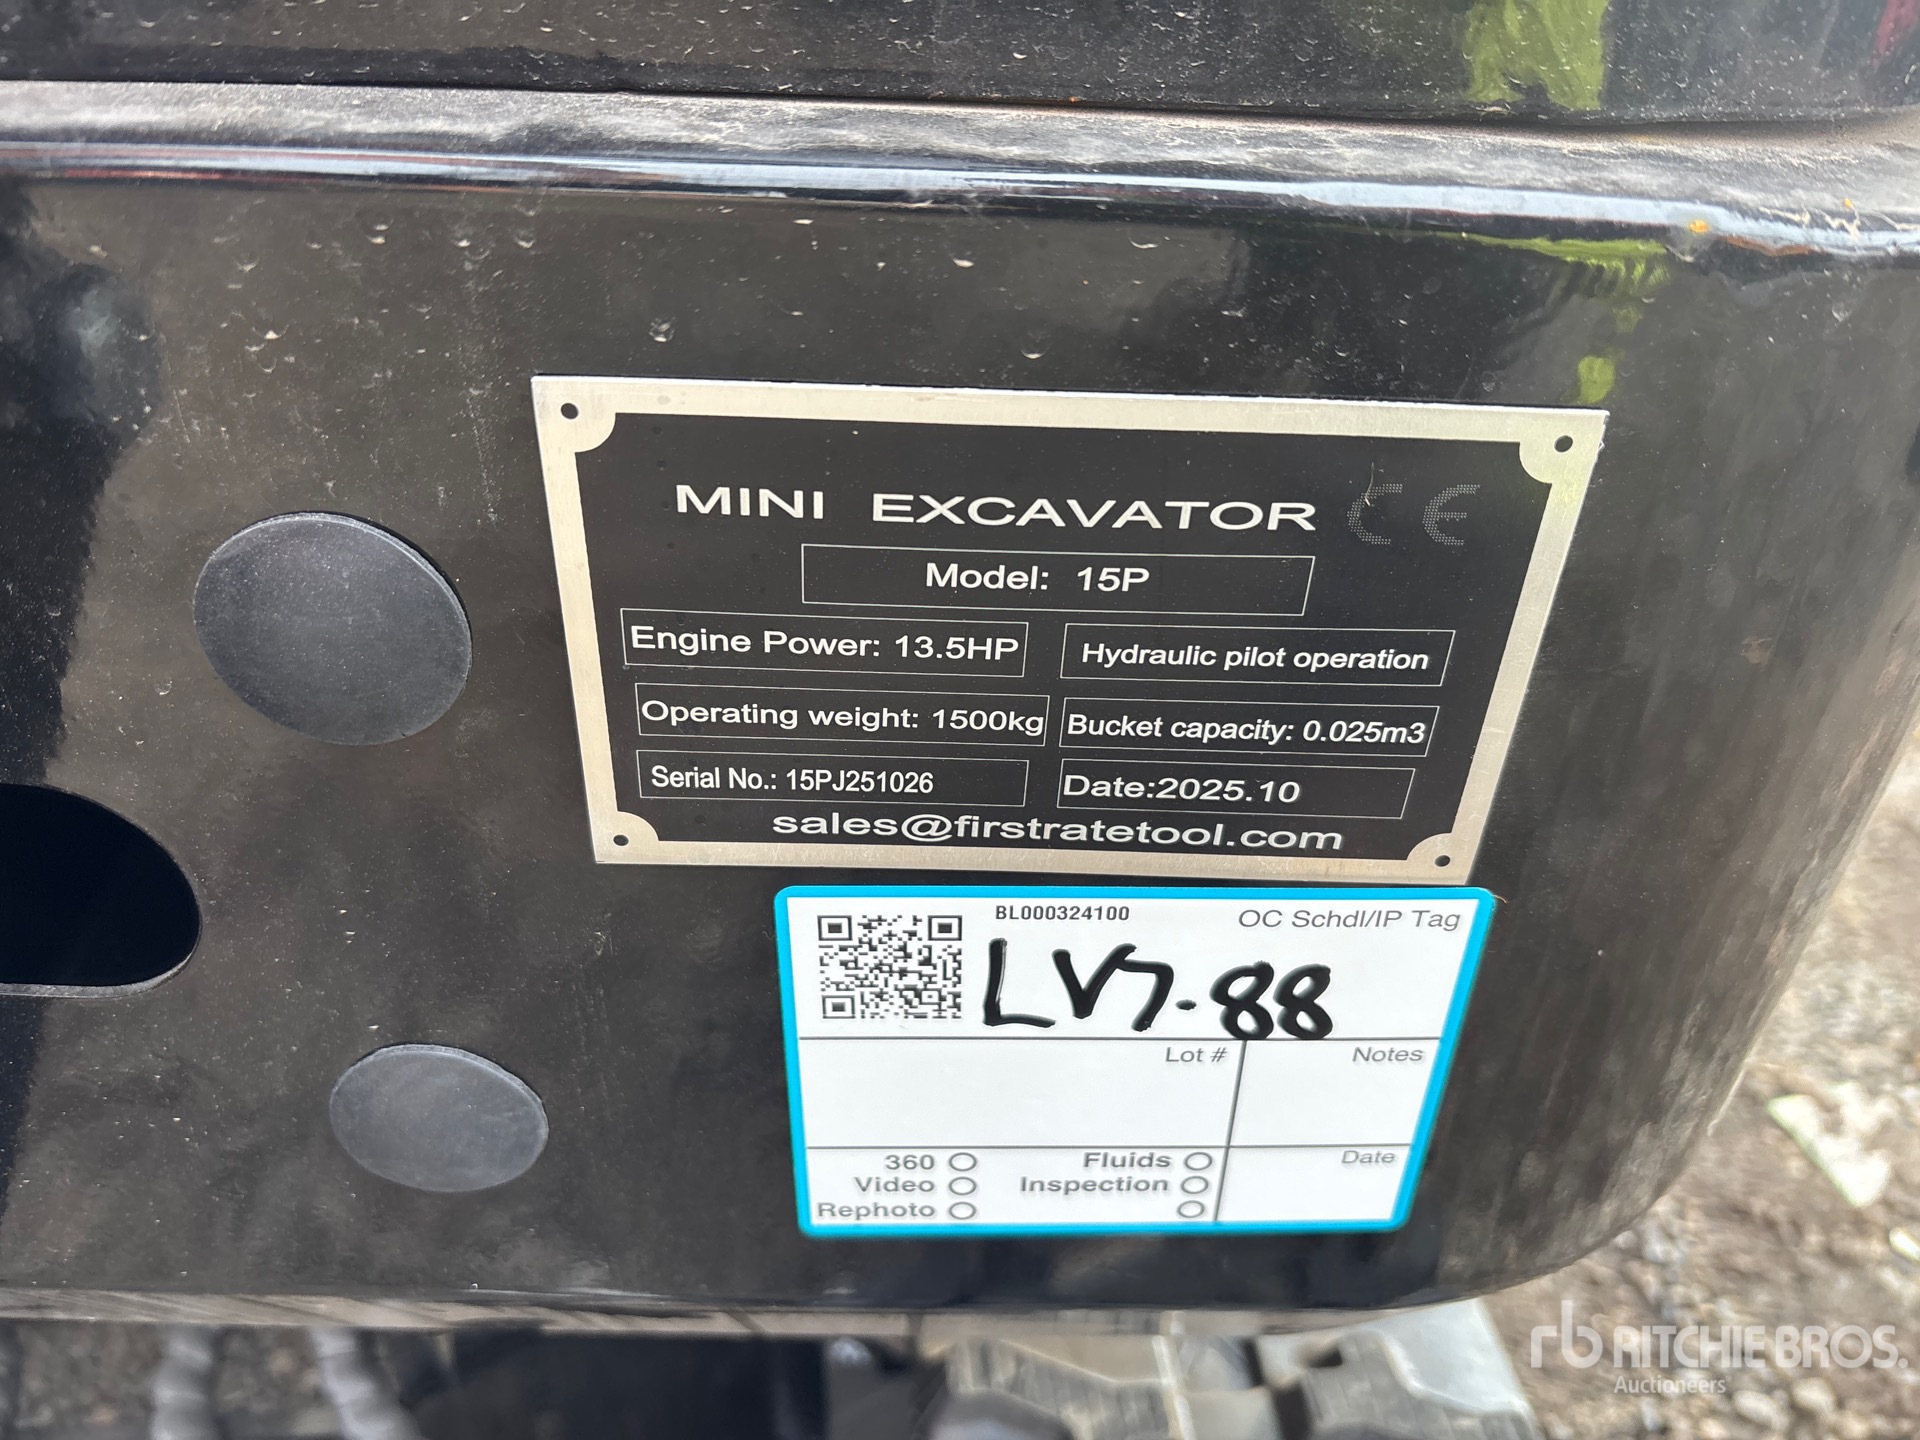 MINI EXCAVATOR CE
Model: 15P
Engine Power: 13.5HP
Hydraulic pilot operation
Operating weight: 1500kg
Bucket capacity: 0.025m3
Serial No.: 15PJ251026
Date:2025.10
sales@firstratetool.com
BL000324100
OC Schdl/IP Tag
LV7-88
Lot #
Notes
360
Fluids
Date
Video
Inspection
Rephoto
rb RITCHIE BROS.
Auctioneers